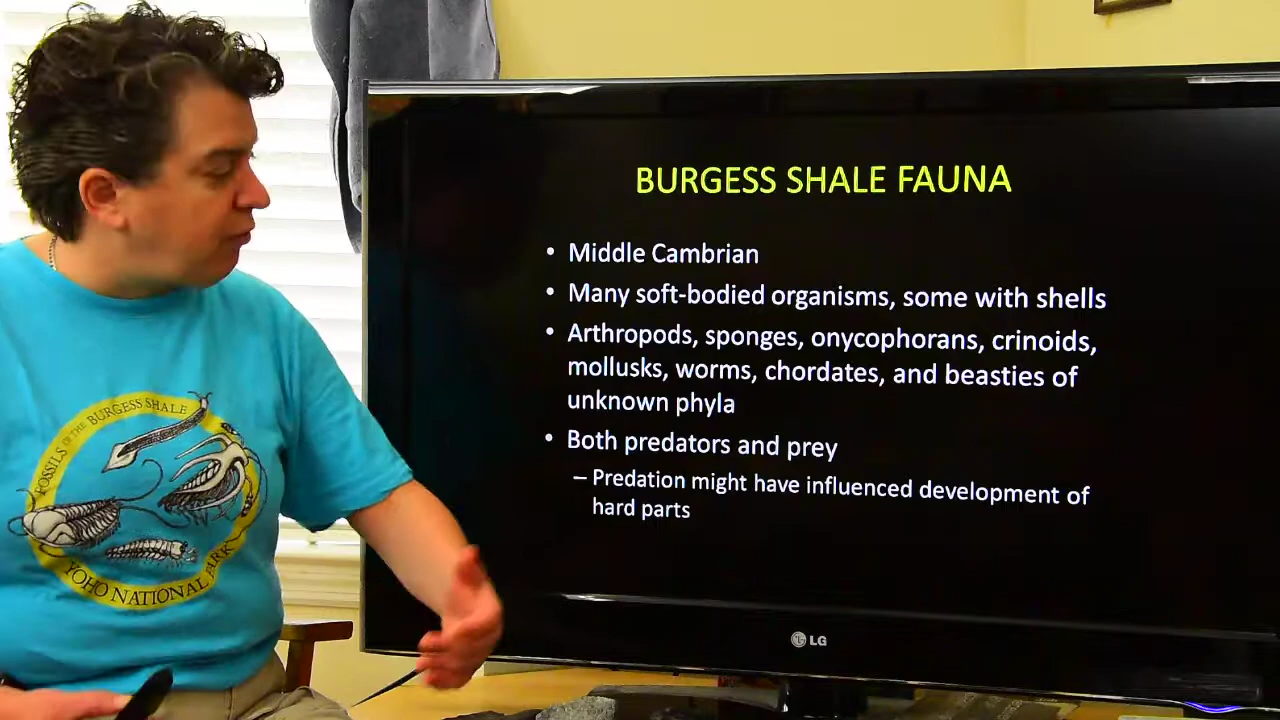 BURGESS SHALE FAUNA
• Middle Cambrian
• Many soft-bodied organisms, some with shells
• Arthropods, sponges, onycophorans, crinoids,
mollusks, worms, chordates, and beasties of
unknown phyla
• Both predators and prey
– Predation might have influenced development of
hard parts
LG
FOSSILS OF THE BURGESS SHALE
YOHO NATIONAL PARK